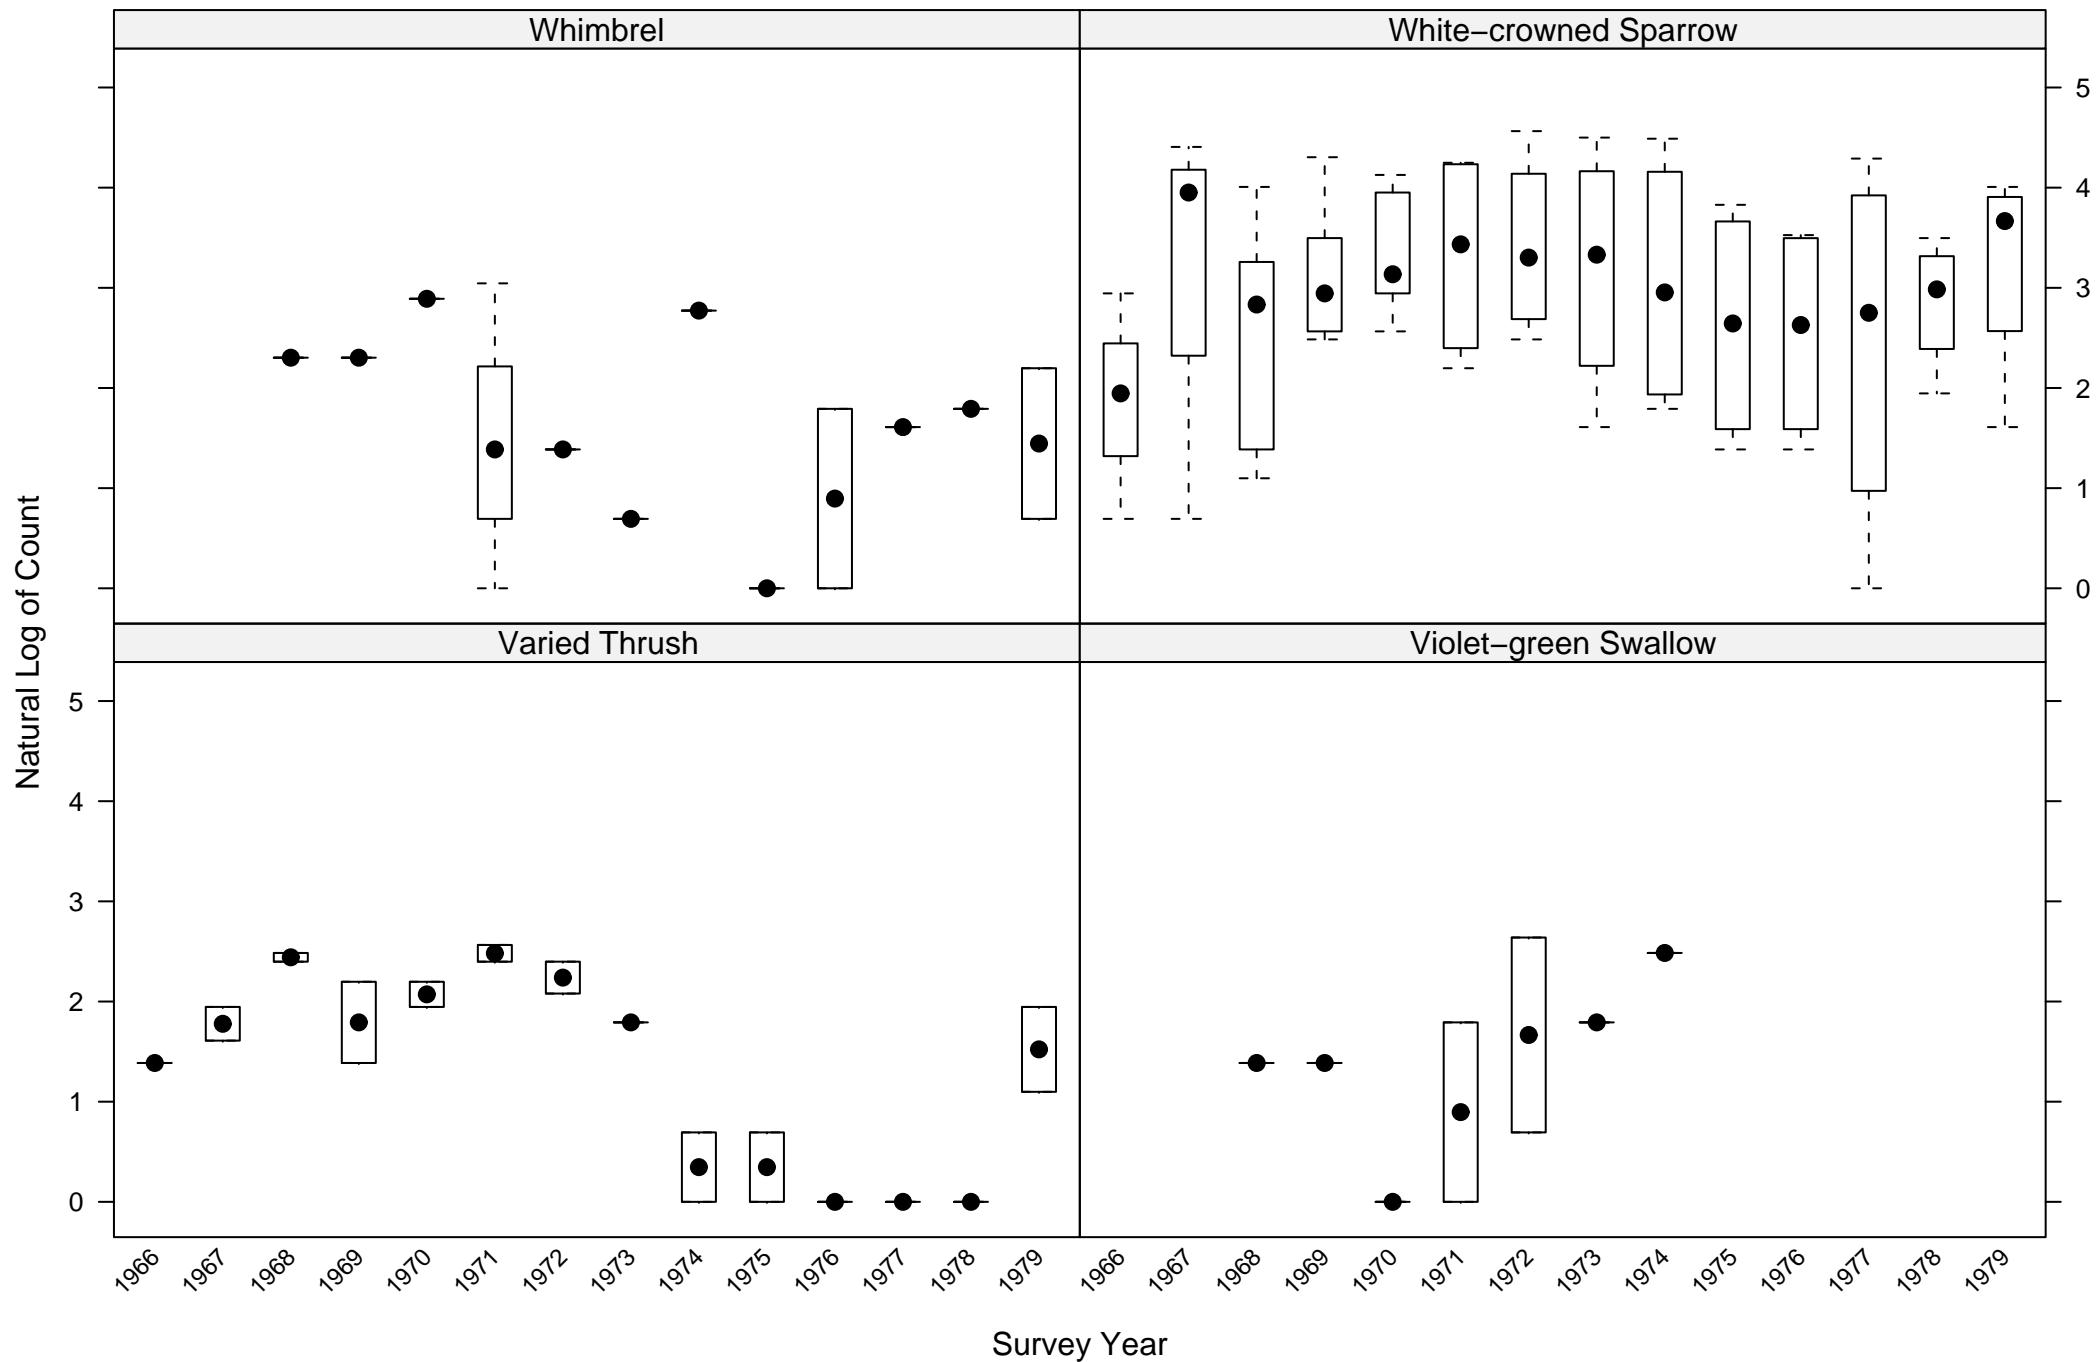 Whimbrel
White−crowned Sparrow
5
4
3
2
1
0
Natural Log of Count
Varied Thrush
Violet−green Swallow
5
4
3
2
1
0
1966 1967 1968 1969 1970 1971 1972 1973 1974 1975 1976 1977 1978 1979
1966 1967 1968 1969 1970 1971 1972 1973 1974 1975 1976 1977 1978 1979
Survey Year